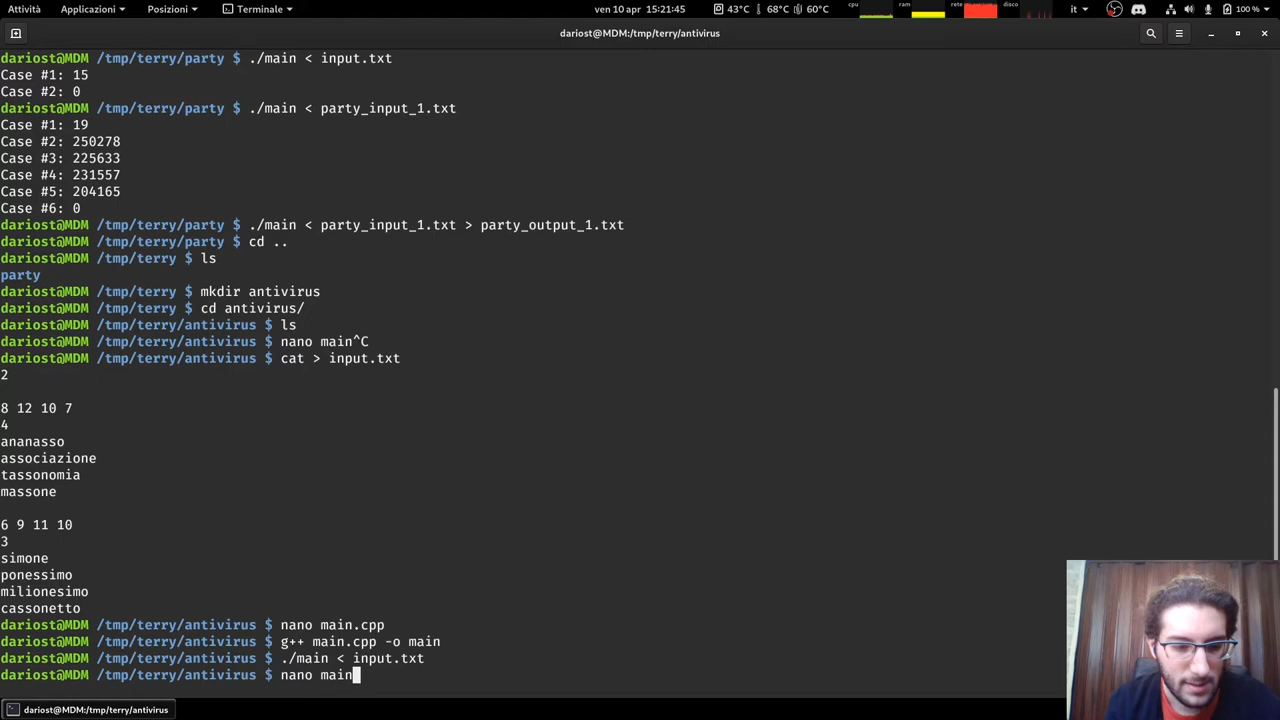 Attività Applicazioni Posizioni Terminale ven 10 apr 15:21:45 43°C 68°C 60°C cpu ram rete disco it 100 %
dariost@MDM:/tmp/terry/antivirus
dariost@MDM /tmp/terry/party $ ./main < input.txt
Case #1: 15
Case #2: 0
dariost@MDM /tmp/terry/party $ ./main < party_input_1.txt
Case #1: 19
Case #2: 250278
Case #3: 225633
Case #4: 231557
Case #5: 204165
Case #6: 0
dariost@MDM /tmp/terry/party $ ./main < party_input_1.txt > party_output_1.txt
dariost@MDM /tmp/terry/party $ cd ..
dariost@MDM /tmp/terry $ ls
party
dariost@MDM /tmp/terry $ mkdir antivirus
dariost@MDM /tmp/terry $ cd antivirus/
dariost@MDM /tmp/terry/antivirus $ ls
dariost@MDM /tmp/terry/antivirus $ nano main^C
dariost@MDM /tmp/terry/antivirus $ cat > input.txt
2
8 12 10 7
4
ananasso
associazione
tassonomia
massone
6 9 11 10
3
simone
ponessimo
milionesimo
cassonetto
dariost@MDM /tmp/terry/antivirus $ nano main.cpp
dariost@MDM /tmp/terry/antivirus $ g++ main.cpp -o main
dariost@MDM /tmp/terry/antivirus $ ./main < input.txt
dariost@MDM /tmp/terry/antivirus $ nano main
dariost@MDM:/tmp/terry/antivirus